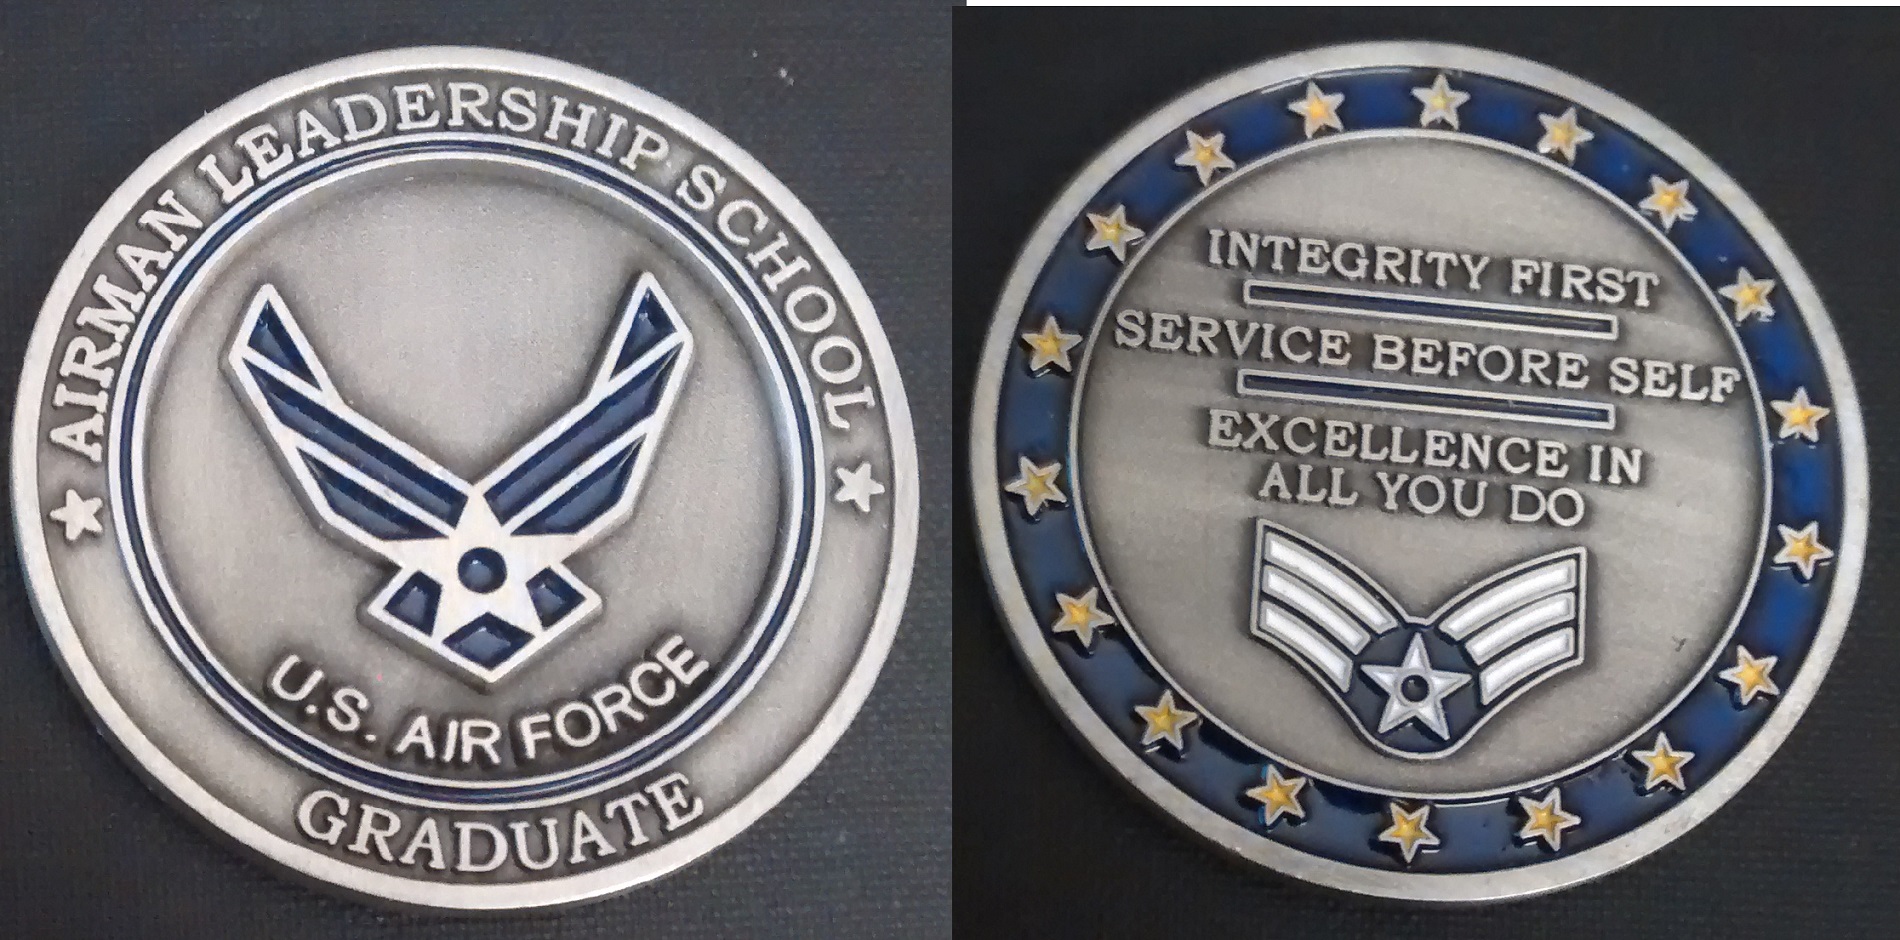 AIRMAN LEADERSHIP SCHOOL
U.S. AIR FORCE
GRADUATE
INTEGRITY FIRST
SERVICE BEFORE SELF
EXCELLENCE IN
ALL YOU DO